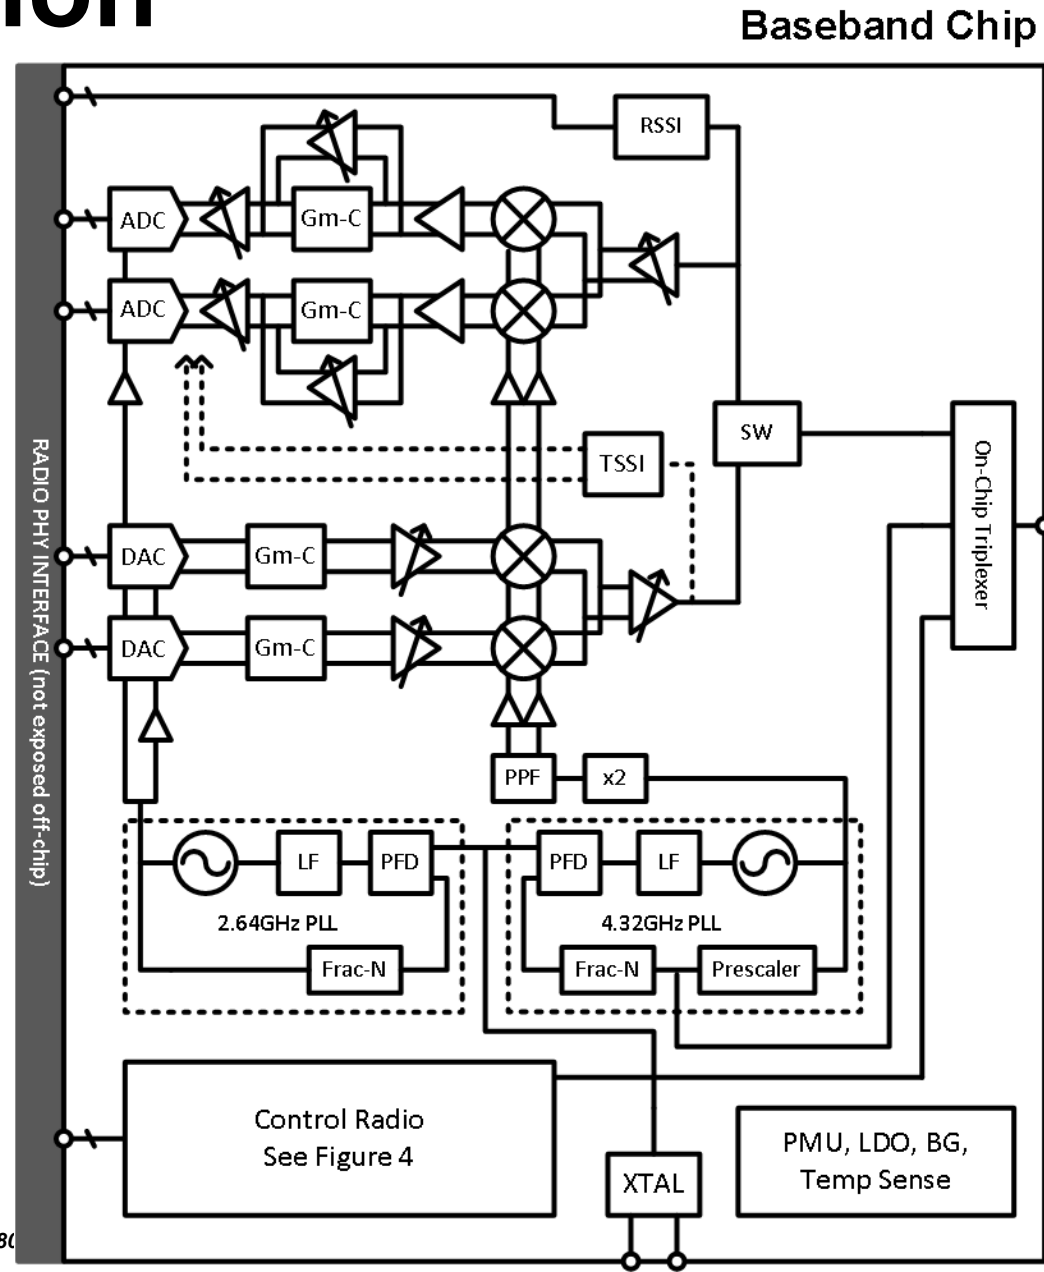 Baseband Chip
RSSI
ADC
Gm-C
ADC
Gm-C
SW
TSSI
On-Chip Triplexer
RADIO PHY INTERFACE (not exposed off-chip)
DAC
Gm-C
DAC
Gm-C
PPF
x2
LF
PFD
PFD
LF
2.64GHz PLL
4.32GHz PLL
Frac-N
Frac-N
Prescaler
Control Radio
See Figure 4
PMU, LDO, BG,
Temp Sense
XTAL